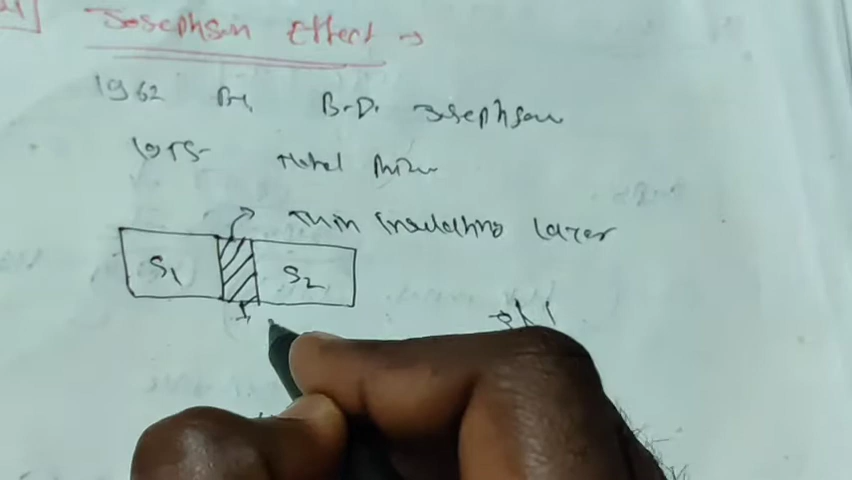 Josephson Effect →
1962 By B.D. Josephson
1973 Nobel Prize
Thin Insulating layer
S1 S2
I